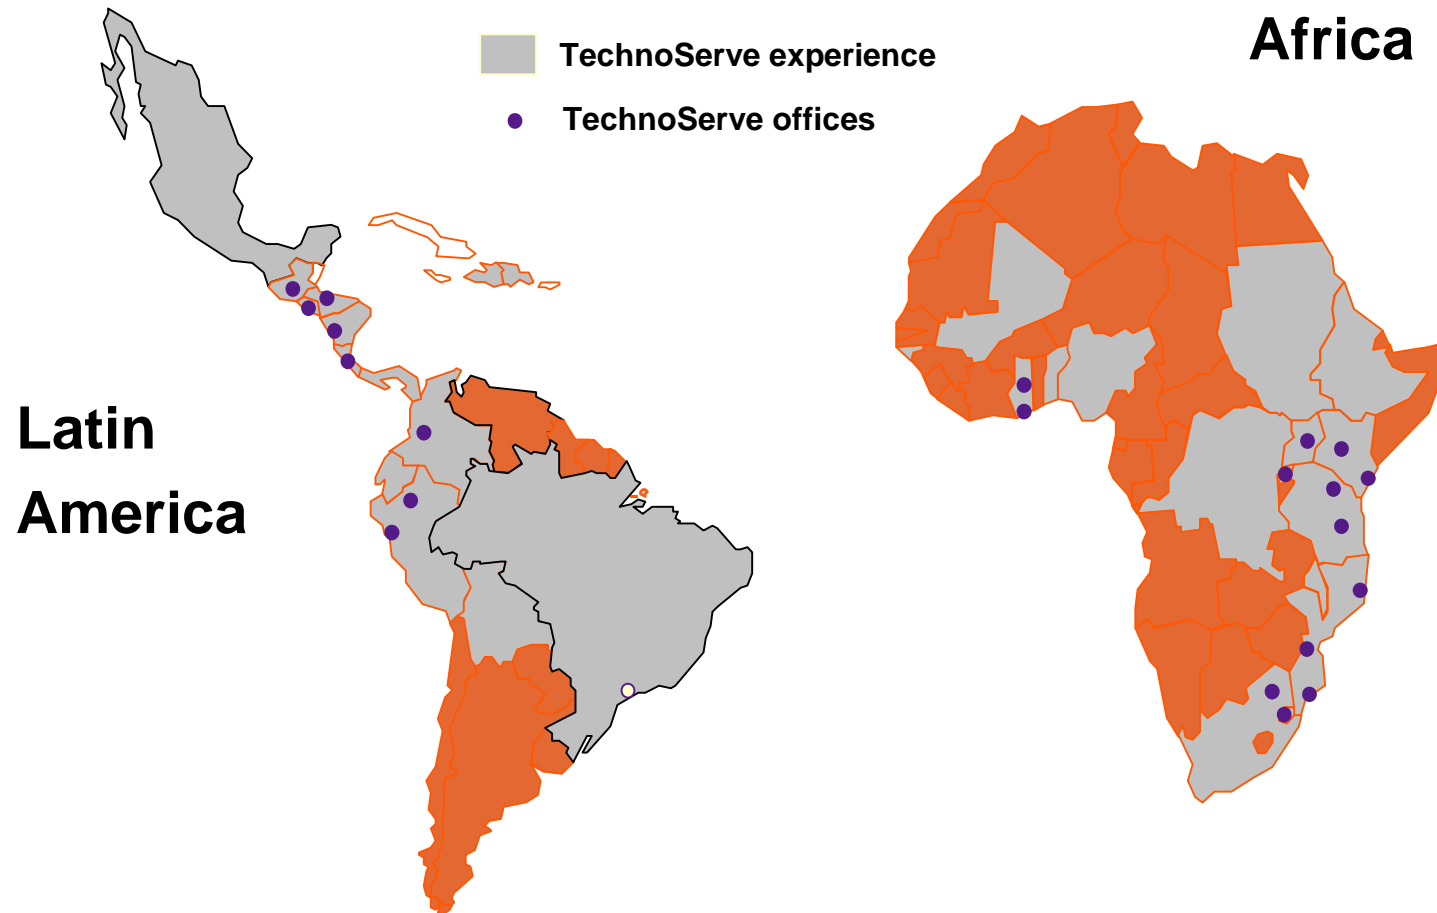 TechnoServe experience
TechnoServe offices
Africa
Latin
America